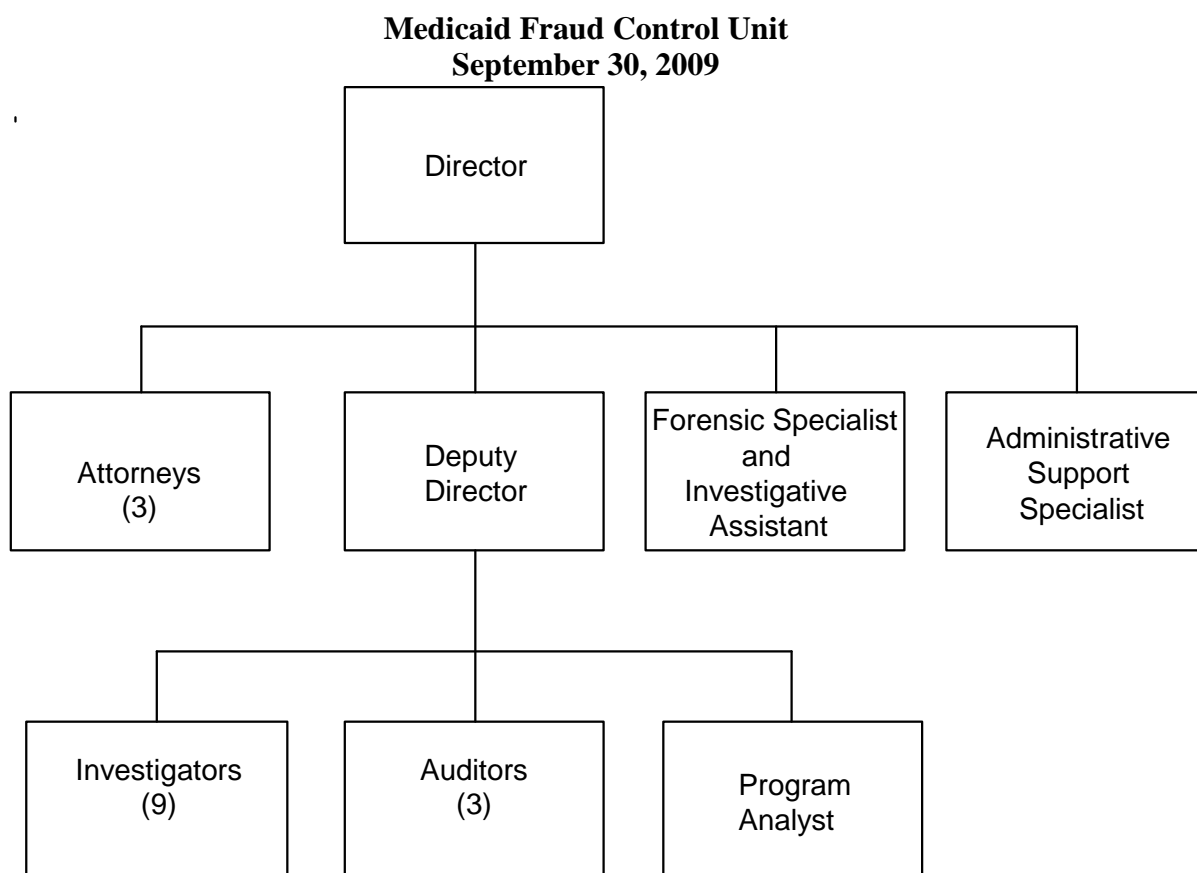 Medicaid Fraud Control Unit
September 30, 2009
Director
Attorneys
(3)
Deputy
Director
Forensic Specialist
and
Investigative
Assistant
Administrative
Support
Specialist
Investigators
(9)
Auditors
(3)
Program
Analyst